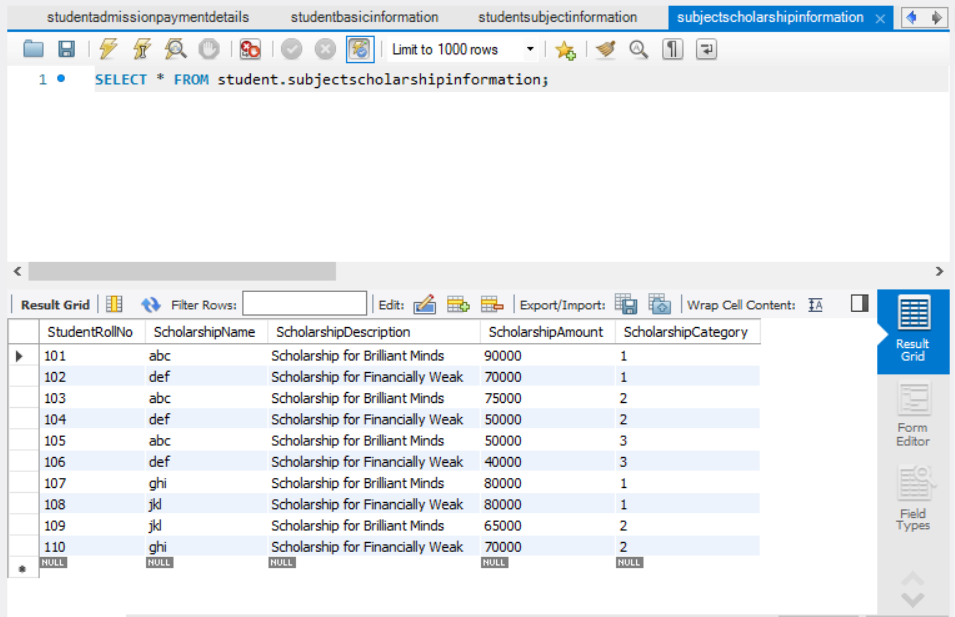 studentadmissionpaymentdetails studentbasicinformation studentsubjectinformation subjectscholarshipinformation
Limit to 1000 rows
1 SELECT * FROM student.subjectscholarshipinformation;
Result Grid Filter Rows: Edit: Export/Import: Wrap Cell Content:
StudentRollNo ScholarshipName ScholarshipDescription ScholarshipAmount ScholarshipCategory
101 abc Scholarship for Brilliant Minds 90000 1
102 def Scholarship for Financially Weak 70000 1
103 abc Scholarship for Brilliant Minds 75000 2
104 def Scholarship for Financially Weak 50000 2
105 abc Scholarship for Brilliant Minds 50000 3
106 def Scholarship for Financially Weak 40000 3
107 ghi Scholarship for Brilliant Minds 80000 1
108 jkl Scholarship for Financially Weak 80000 1
109 jkl Scholarship for Brilliant Minds 65000 2
110 ghi Scholarship for Financially Weak 70000 2
NULL NULL NULL NULL NULL
Result
Grid
Form
Editor
Field
Types